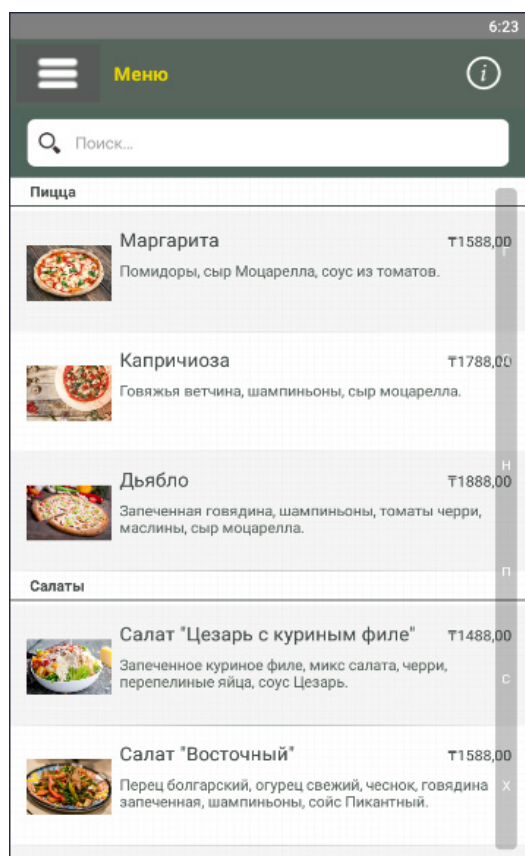 6:23
Меню
Поиск...
Пицца
Маргарита
₸1588,00
Помидоры, сыр Моцарелла, соус из томатов.
Г
Капричиоза
₸1788,00
Говяжья ветчина, шампиньоны, сыр моцарелла.
Н
Дьябло
₸1888,00
Запеченная говядина, шампиньоны, томаты черри,
маслины, сыр моцарелла.
П
Салаты
Салат "Цезарь с куриным филе"
₸1488,00
Запеченное куриное филе, микс салата, черри,
перепелиные яйца, соус Цезарь.
С
Салат "Восточный"
₸1588,00
Перец болгарский, огурец свежий, чеснок, говядина
запеченная, шампиньоны, сойс Пикантный.
Х